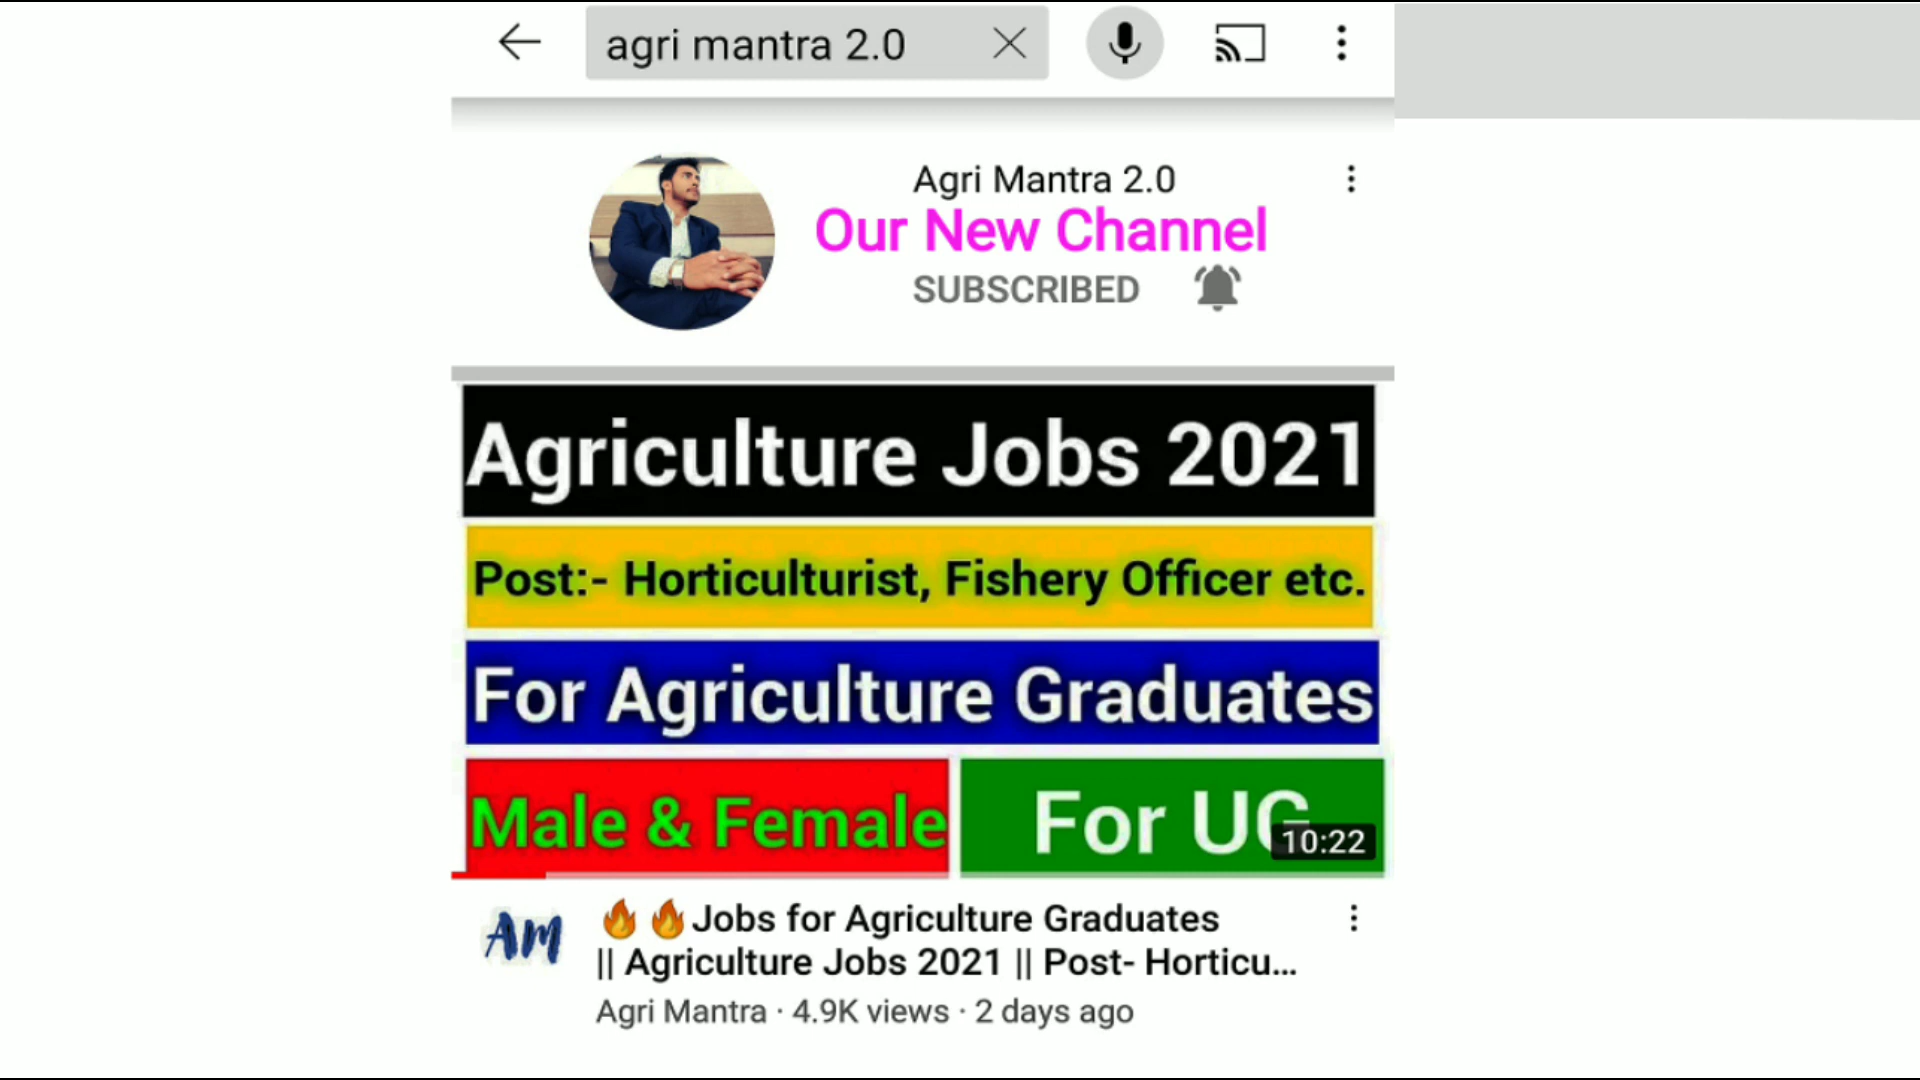 agri mantra 2.0
Agri Mantra 2.0
Our New Channel
SUBSCRIBED
Agriculture Jobs 2021
Post:- Horticulturist, Fishery Officer etc.
For Agriculture Graduates
Male & Female
For UG
10:22
AM
🔥🔥Jobs for Agriculture Graduates
|| Agriculture Jobs 2021 || Post- Horticu...
Agri Mantra · 4.9K views · 2 days ago